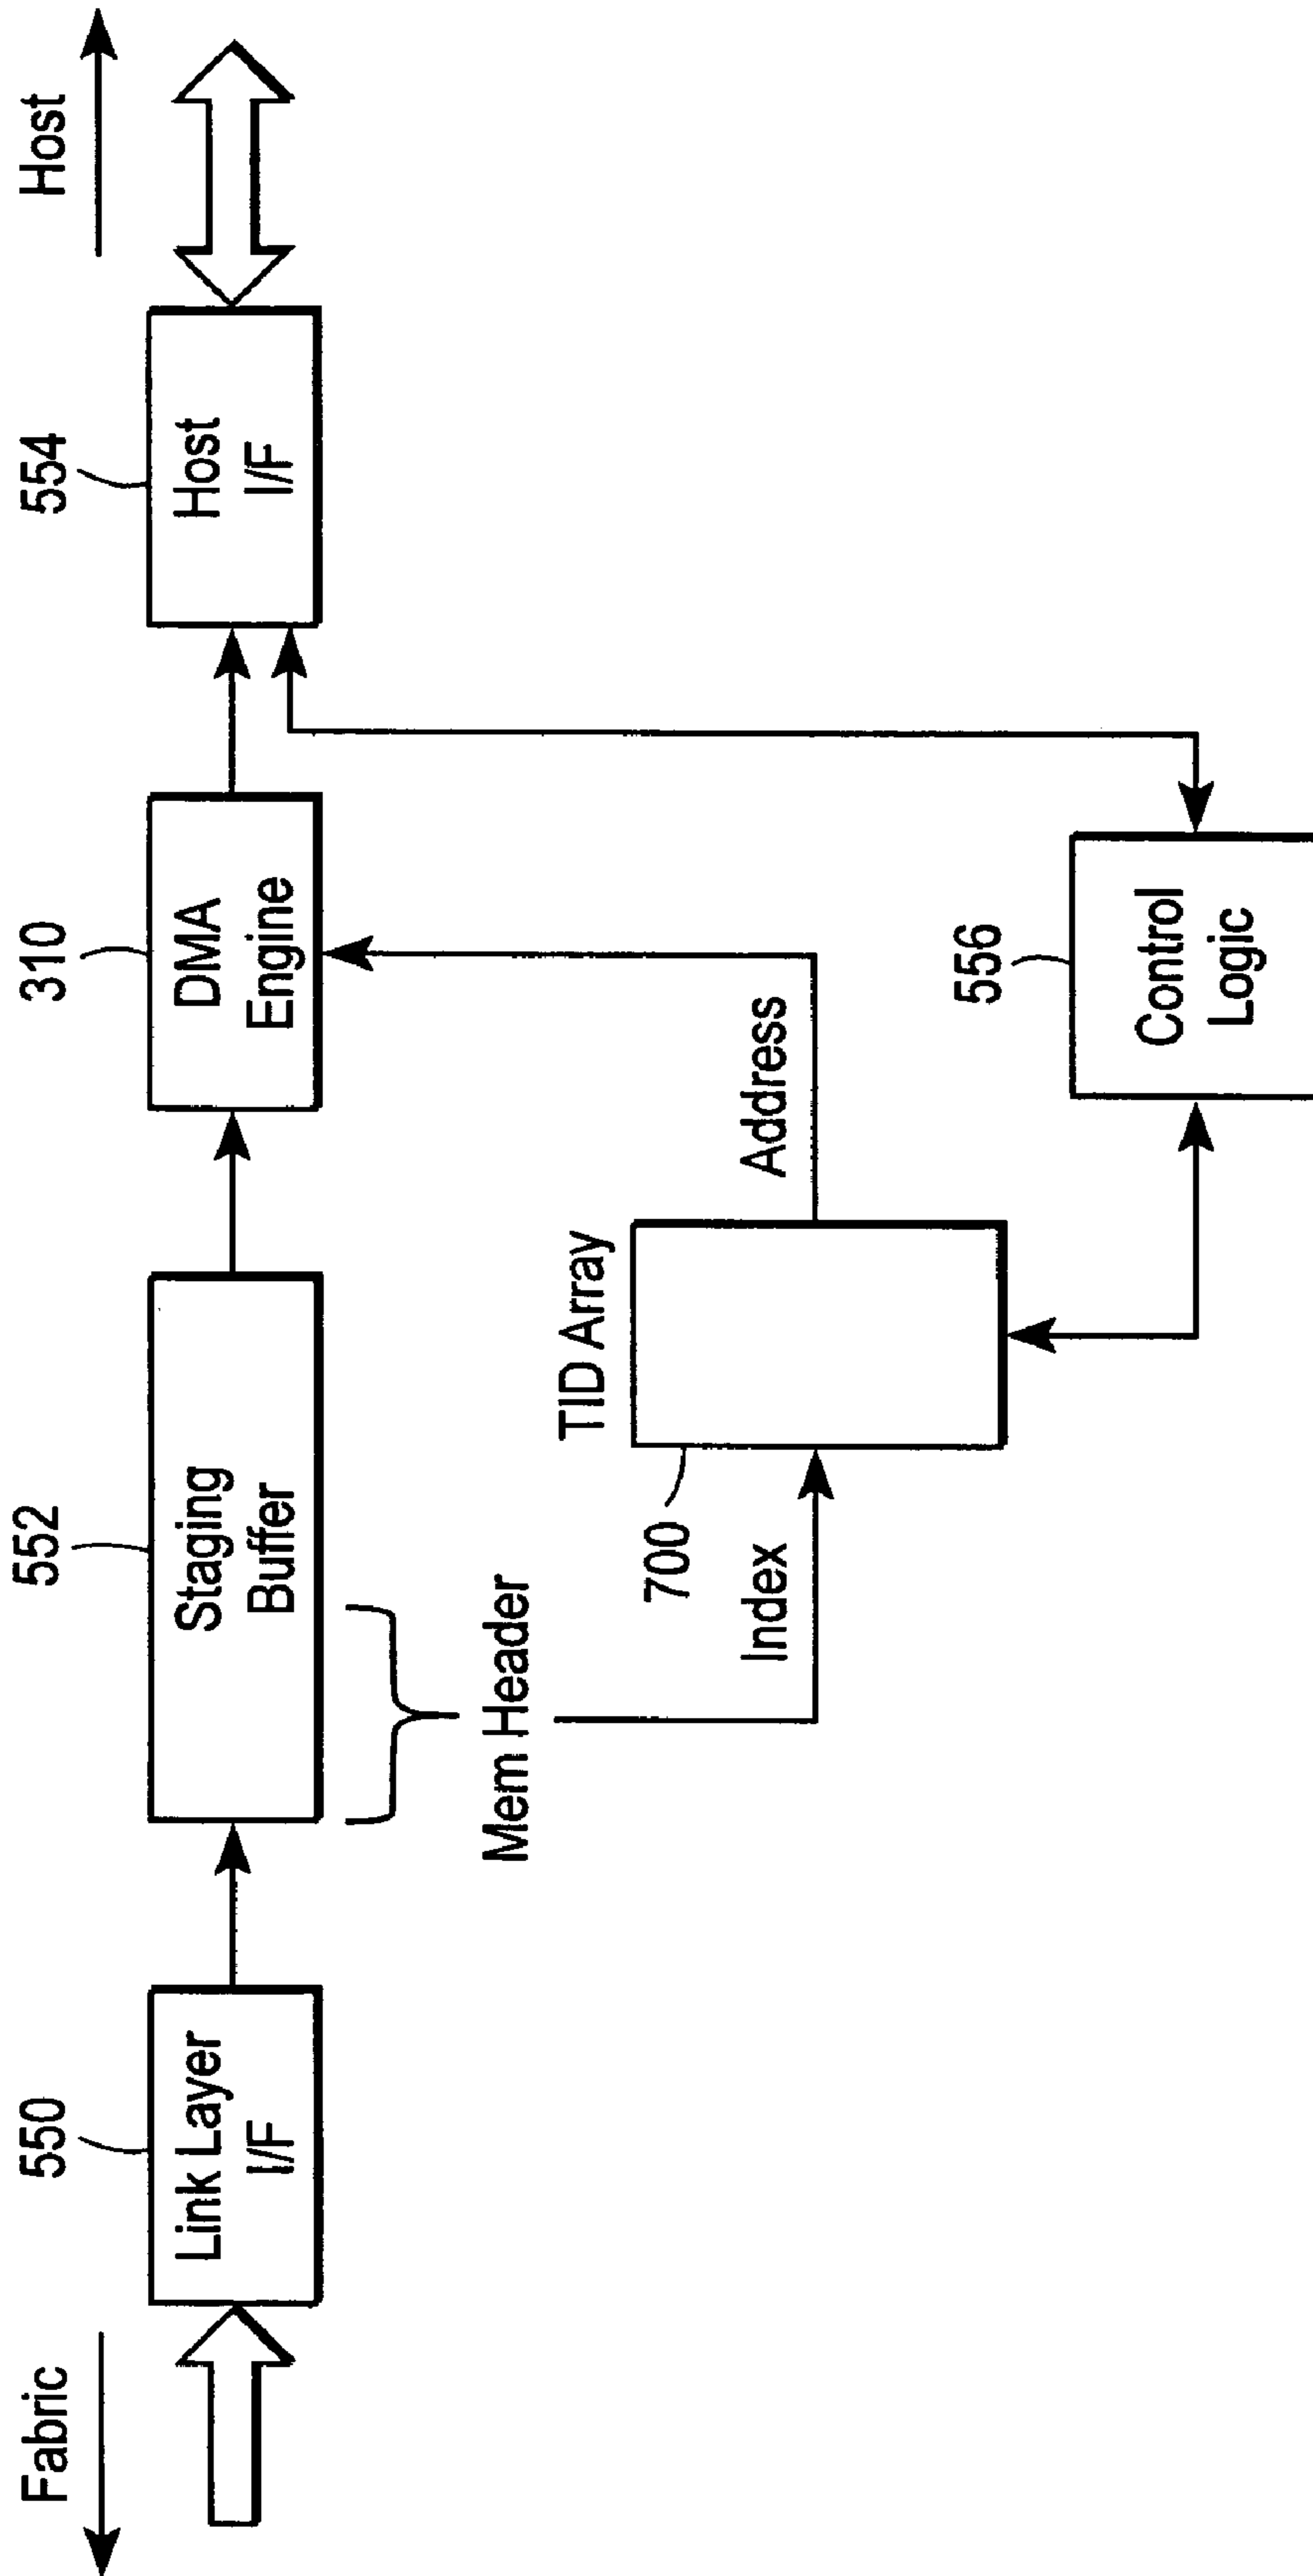 Fabric
Host
550
552
310
554
Link Layer
I/F
Staging
Buffer
DMA
Engine
Host
I/F
Mem Header
TID Array
700
Index
Address
556
Control
Logic